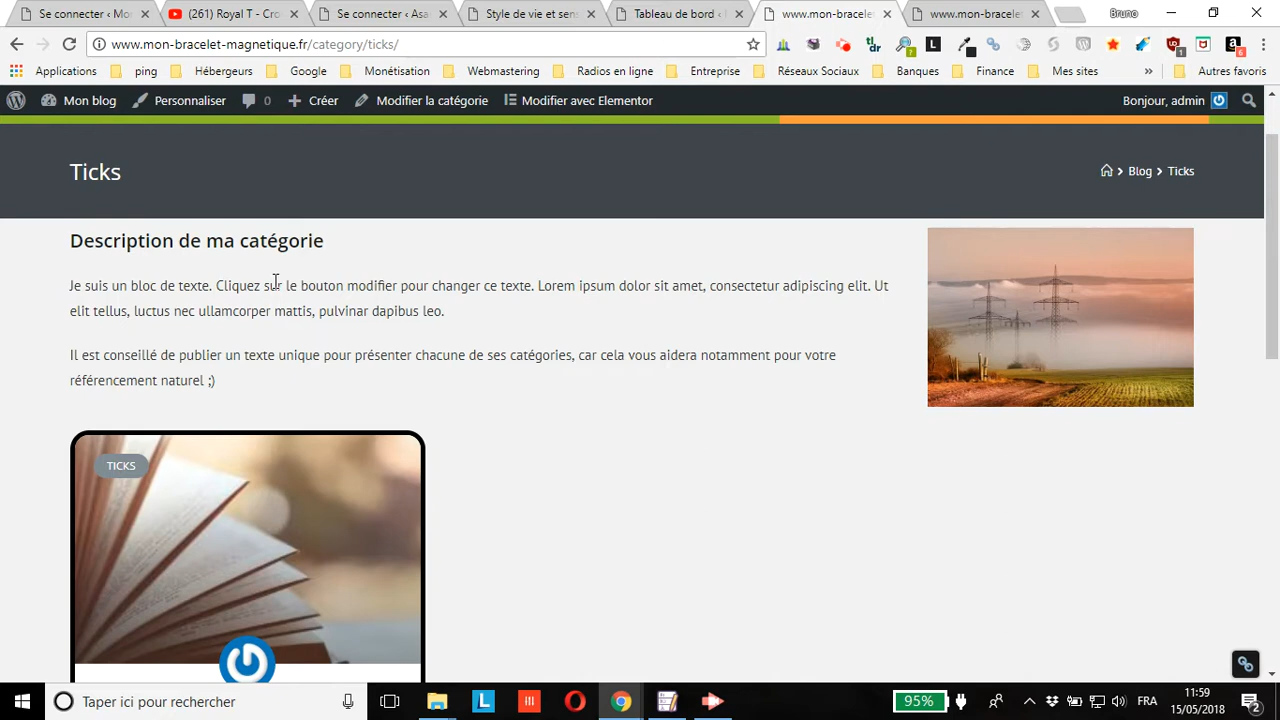 Se connecter ‹ Mo
(261) Royal T - Cro
Se connecter ‹ Asa
Style de vie et sens
Tableau de bord ‹
www.mon-bracele
www.mon-bracele
Bruno
www.mon-bracelet-magnetique.fr/category/ticks/
Applications
ping
Hébergeurs
Google
Monétisation
Webmastering
Radios en ligne
Entreprise
Réseaux Sociaux
Banques
Finance
Mes sites
»
Autres favoris
Mon blog
Personnaliser
0
Créer
Modifier la catégorie
Modifier avec Elementor
Bonjour, admin
Ticks
Blog > Ticks
Description de ma catégorie
Je suis un bloc de texte. Cliquez sur le bouton modifier pour changer ce texte. Lorem ipsum dolor sit amet, consectetur adipiscing elit. Ut
elit tellus, luctus nec ullamcorper mattis, pulvinar dapibus leo.
Il est conseillé de publier un texte unique pour présenter chacune de ses catégories, car cela vous aidera notamment pour votre
référencement naturel ;)
TICKS
Taper ici pour rechercher
95%
FRA
11:59
15/05/2018
2